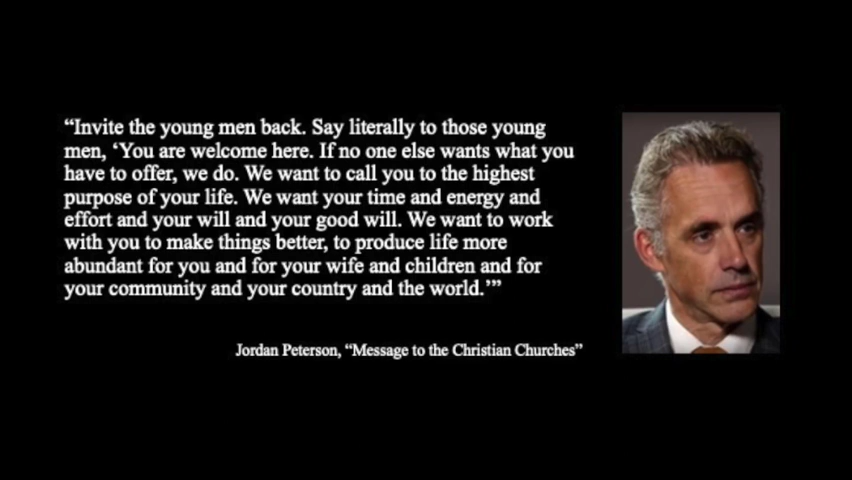 “Invite the young men back. Say literally to those young
men, ‘You are welcome here. If no one else wants what you
have to offer, we do. We want to call you to the highest
purpose of your life. We want your time and energy and
effort and your will and your good will. We want to work
with you to make things better, to produce life more
abundant for you and for your wife and children and for
your community and your country and the world.’”
Jordan Peterson, “Message to the Christian Churches”